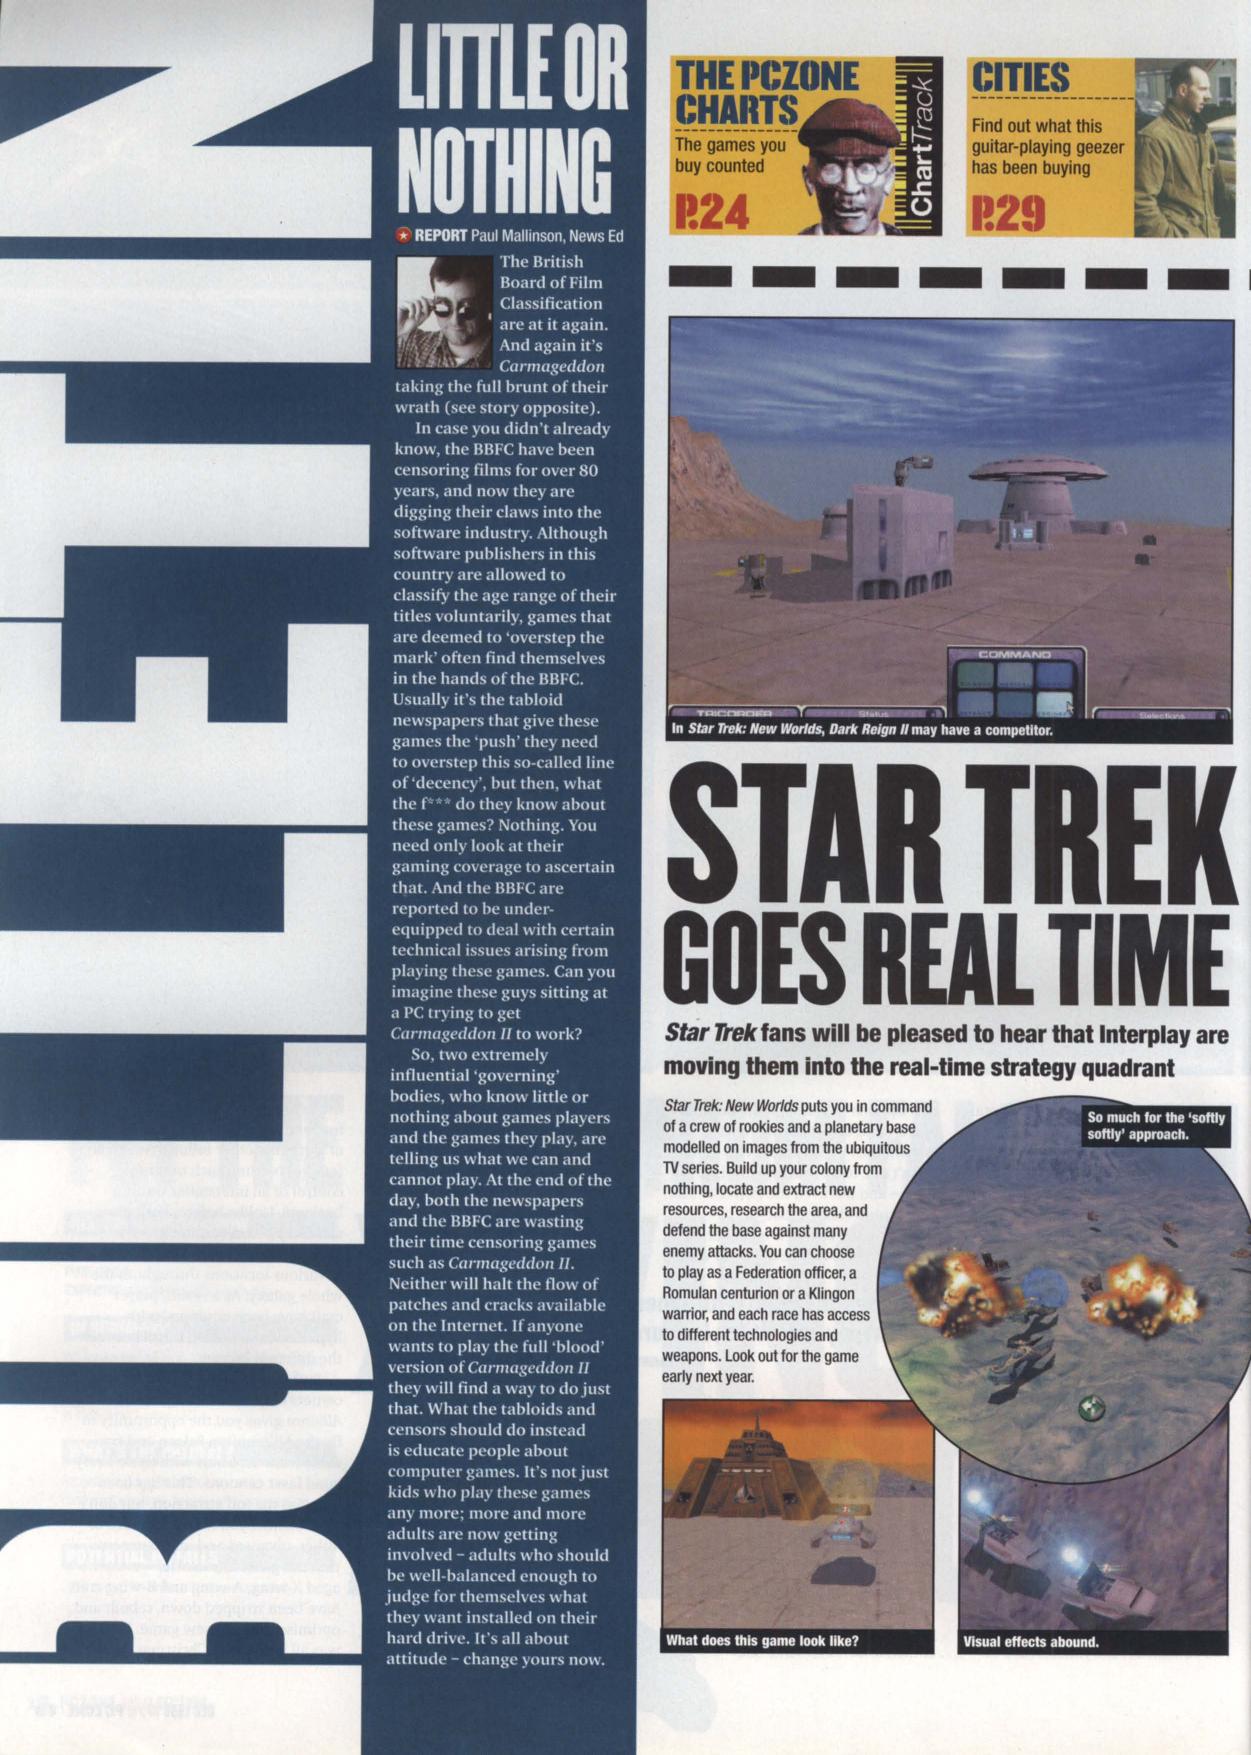 BULLETIN
LITTLE OR
NOTHING
REPORT Paul Mallinson, News Ed
The British
Board of Film
Classification
are at it again.
And again it's
Carmageddon
taking the full brunt of their
wrath (see story opposite).
In case you didn't already
know, the BBFC have been
censoring films for over 80
years, and now they are
digging their claws into the
software industry. Although
software publishers in this
country are allowed to
classify the age range of their
titles voluntarily, games that
are deemed to 'overstep the
mark' often find themselves
in the hands of the BBFC.
Usually it's the tabloid
newspapers that give these
games the 'push' they need
to overstep this so-called line
of 'decency', but then, what
the f*** do they know about
these games? Nothing. You
need only look at their
gaming coverage to ascertain
that. And the BBFC are
reported to be under-
equipped to deal with certain
technical issues arising from
playing these games. Can you
imagine these guys sitting at
a PC trying to get
Carmageddon II to work?
So, two extremely
influential 'governing'
bodies, who know little or
nothing about games players
and the games they play, are
telling us what we can and
cannot play. At the end of the
day, both the newspapers
and the BBFC are wasting
their time censoring games
such as Carmageddon II.
Neither will halt the flow of
patches and cracks available
on the Internet. If anyone
wants to play the full 'blood'
version of Carmageddon II
they will find a way to do just
that. What the tabloids and
censors should do instead
is educate people about
computer games. It's not just
kids who play these games
any more; more and more
adults are now getting
involved – adults who should
be well-balanced enough to
judge for themselves what
they want installed on their
hard drive. It's all about
attitude – change yours now.
THE PCZONE
CHARTS
The games you
buy counted
P.24
ChartTrack
CITIES
Find out what this
guitar-playing geezer
has been buying
P.29
COMMAND
TRICORDER
Status
Selections
In Star Trek: New Worlds, Dark Reign II may have a competitor.
STAR TREK
GOES REAL TIME
Star Trek fans will be pleased to hear that Interplay are
moving them into the real-time strategy quadrant
Star Trek: New Worlds puts you in command
of a crew of rookies and a planetary base
modelled on images from the ubiquitous
TV series. Build up your colony from
nothing, locate and extract new
resources, research the area, and
defend the base against many
enemy attacks. You can choose
to play as a Federation officer, a
Romulan centurion or a Klingon
warrior, and each race has access
to different technologies and
weapons. Look out for the game
early next year.
So much for the 'softly
softly' approach.
What does this game look like?
Visual effects abound.